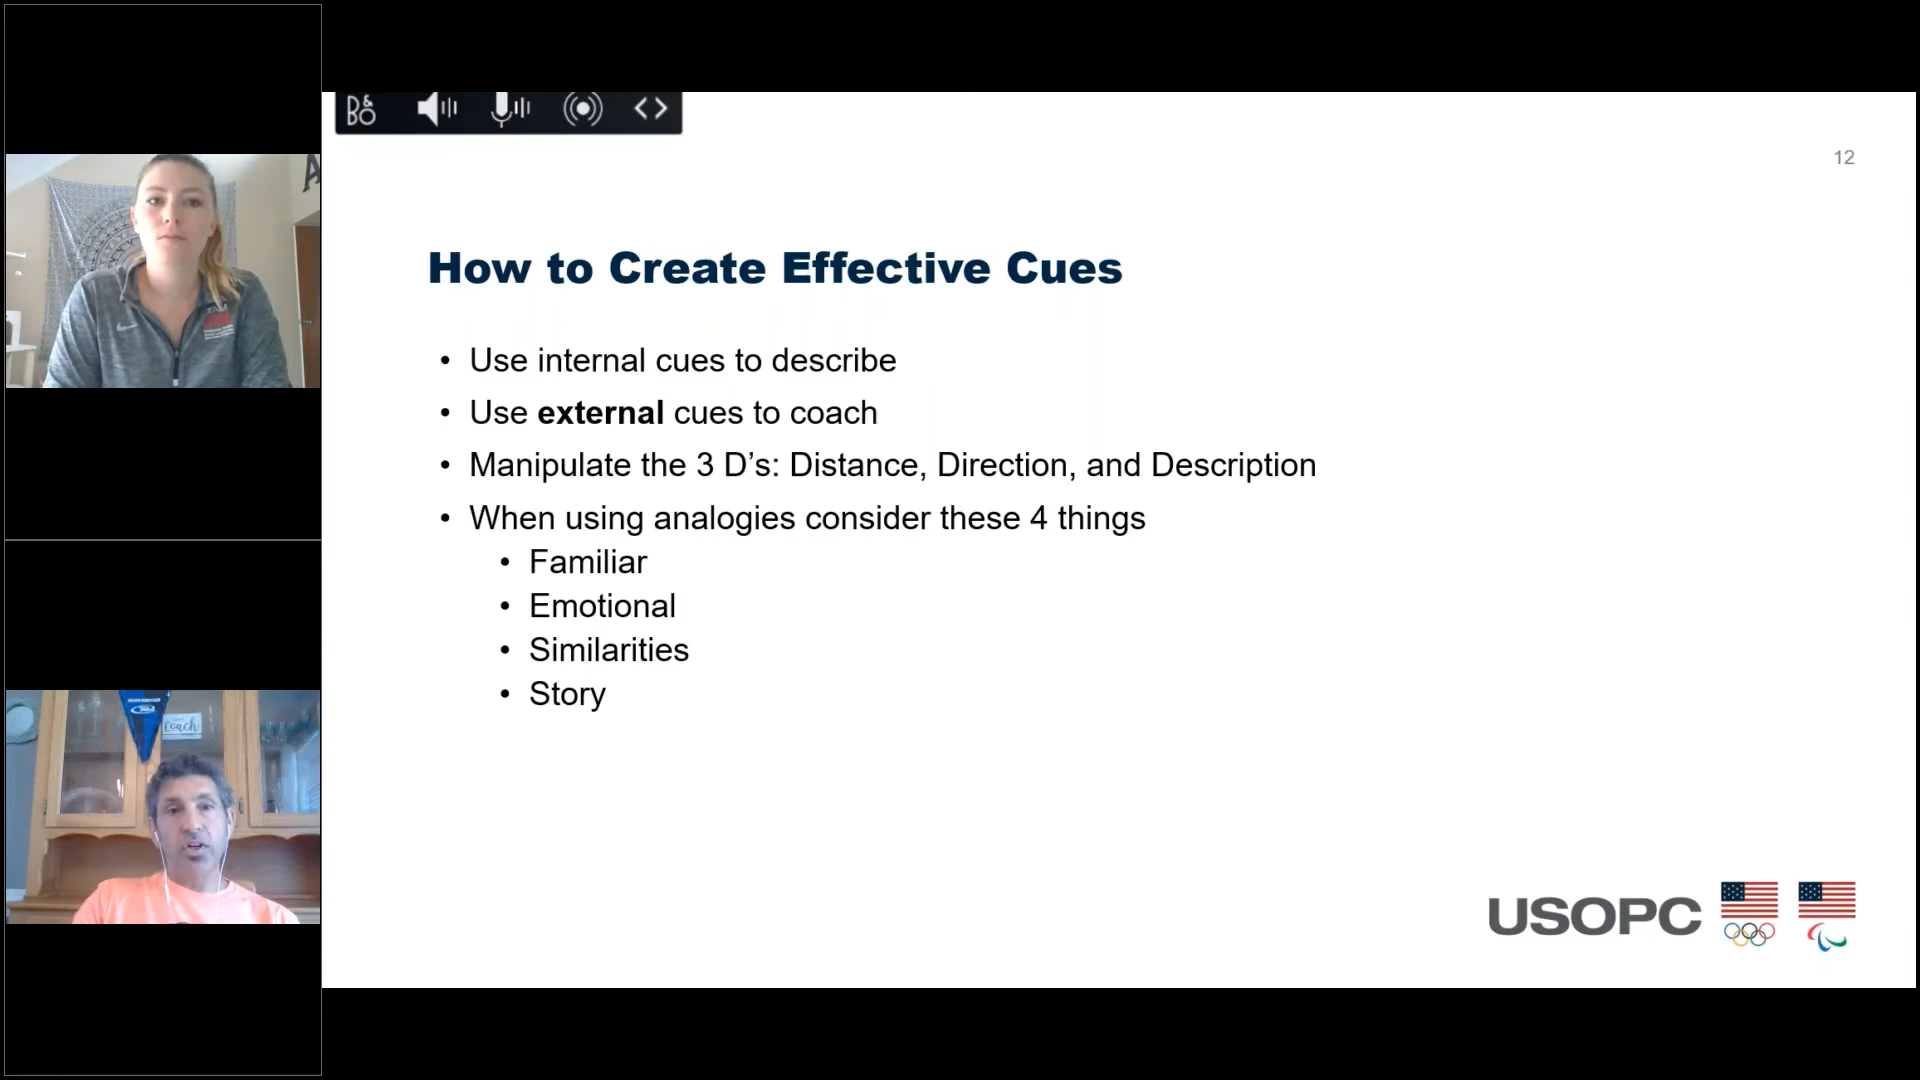 B&O
12
How to Create Effective Cues
• Use internal cues to describe
• Use external cues to coach
• Manipulate the 3 D’s: Distance, Direction, and Description
• When using analogies consider these 4 things
• Familiar
• Emotional
• Similarities
• Story
coach
USOPC